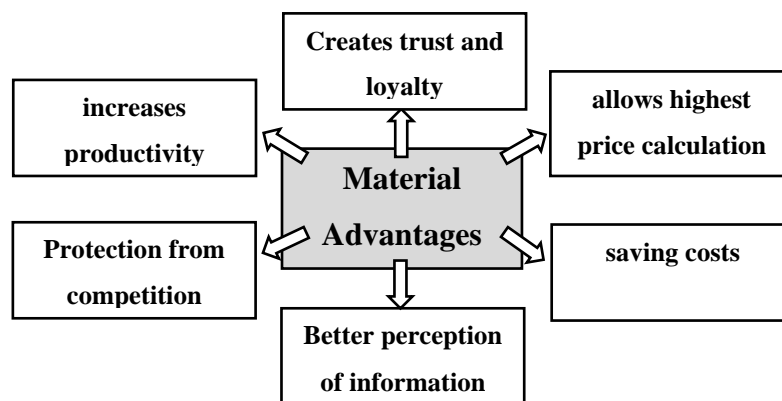 Creates trust and
loyalty
increases
productivity
allows highest
price calculation
Material
Advantages
Protection from
competition
saving costs
Better perception
of information